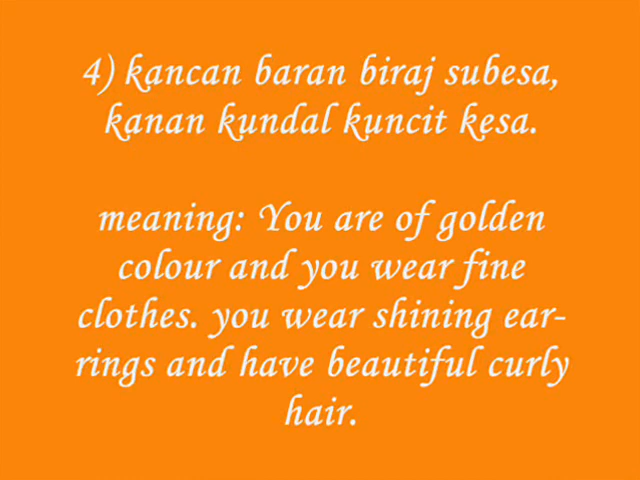 4) kancan baran biraj subesa,
kanan kundal kuncit kesa.
meaning: You are of golden
colour and you wear fine
clothes. you wear shining ear-
rings and have beautiful curly
hair.